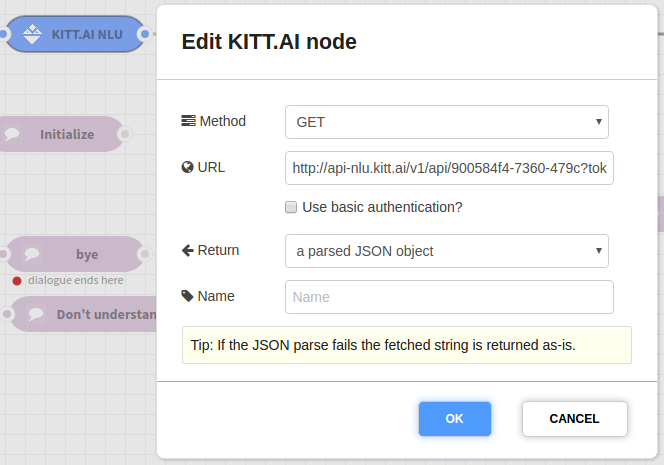 KITT.AI NLU
Initialize
bye
dialogue ends here
Don't understan
Edit KITT.AI node
Method
GET
URL
http://api-nlu.kitt.ai/v1/api/900584f4-7360-479c?tok
Use basic authentication?
Return
a parsed JSON object
Name
Name
Tip: If the JSON parse fails the fetched string is returned as-is.
OK
CANCEL